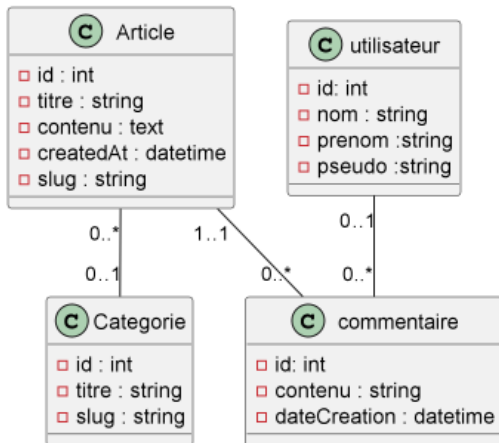 C Article
id : int
titre : string
contenu : text
createdAt : datetime
slug : string
C utilisateur
id: int
nom : string
prenom :string
pseudo :string
0..*
0..1
1..1
0..*
0..1
0..*
C Categorie
id : int
titre : string
slug : string
C commentaire
id: int
contenu : string
dateCreation : datetime